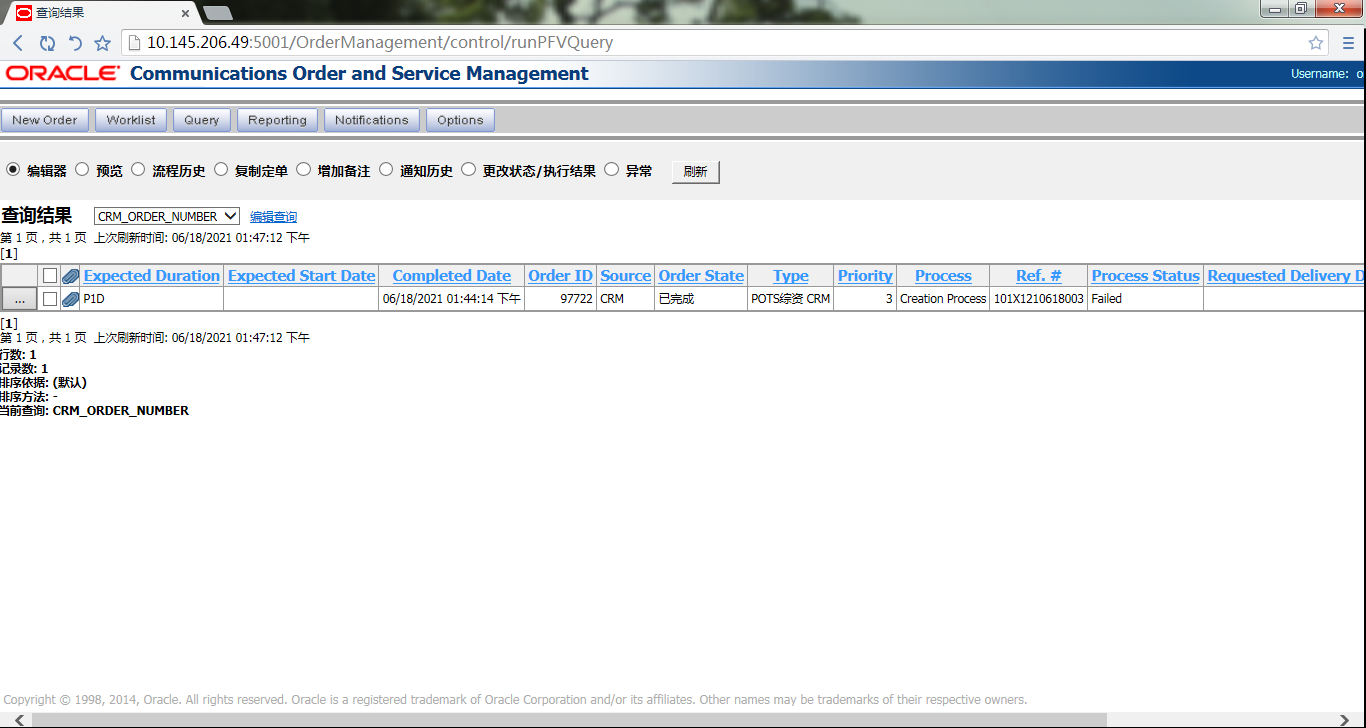 查询结果
10.145.206.49:5001/OrderManagement/control/runPFVQuery
ORACLE Communications Order and Service Management Username: o
New Order Worklist Query Reporting Notifications Options
编辑器 预览 流程历史 复制定单 增加备注 通知历史 更改状态/执行结果 异常 刷新
查询结果 CRM_ORDER_NUMBER 编辑查询
第 1 页 , 共 1 页 上次刷新时间: 06/18/2021 01:47:12 下午
[1]
Expected Duration Expected Start Date Completed Date Order ID Source Order State Type Priority Process Ref. # Process Status Requested Delivery D
... P1D 06/18/2021 01:44:14 下午 97722 CRM 已完成 POTS综资 CRM 3 Creation Process 101X1210618003 Failed
[1]
第 1 页 , 共 1 页 上次刷新时间: 06/18/2021 01:47:12 下午
行数: 1
记录数: 1
排序依据: (默认)
排序方法: -
当前查询: CRM_ORDER_NUMBER
Copyright © 1998, 2014, Oracle. All rights reserved. Oracle is a registered trademark of Oracle Corporation and/or its affiliates. Other names may be trademarks of their respective owners.